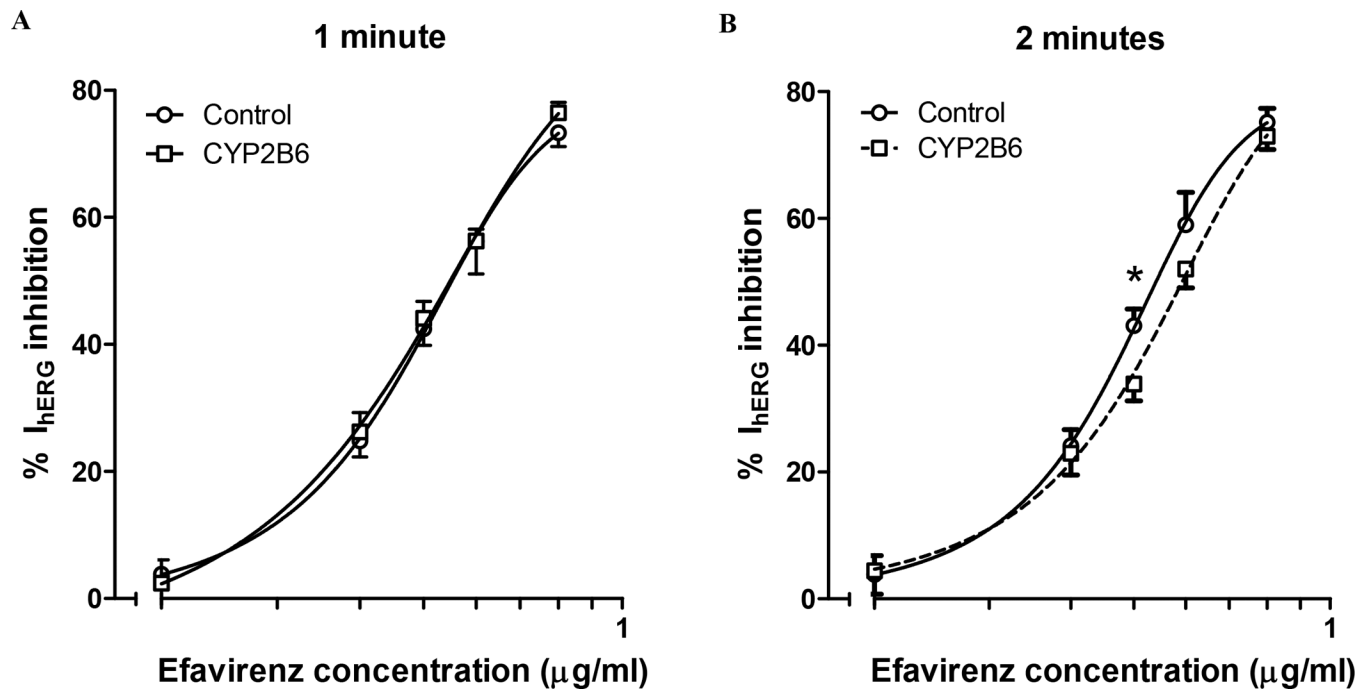 A
1 minute
% IhERG inhibition
80
60
40
20
0
Control
CYP2B6
1
Efavirenz concentration (μg/ml)
B
2 minutes
% IhERG inhibition
80
60
40
20
0
Control
CYP2B6
*
1
Efavirenz concentration (μg/ml)